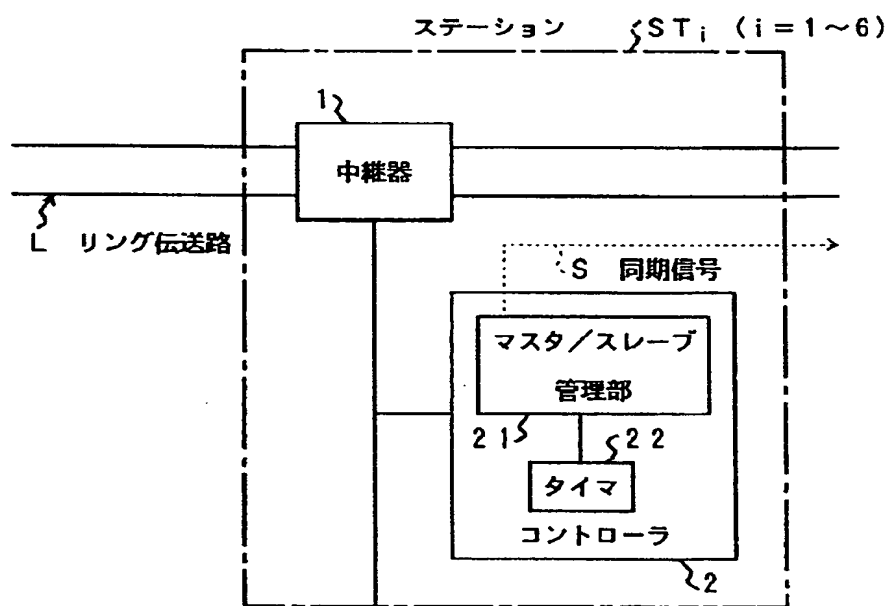 ステーション ST i (i=1~6)
1
中継器
L リング伝送路
S 同期信号
マスタ/スレーブ
管理部
21 22
タイマ
コントローラ
2